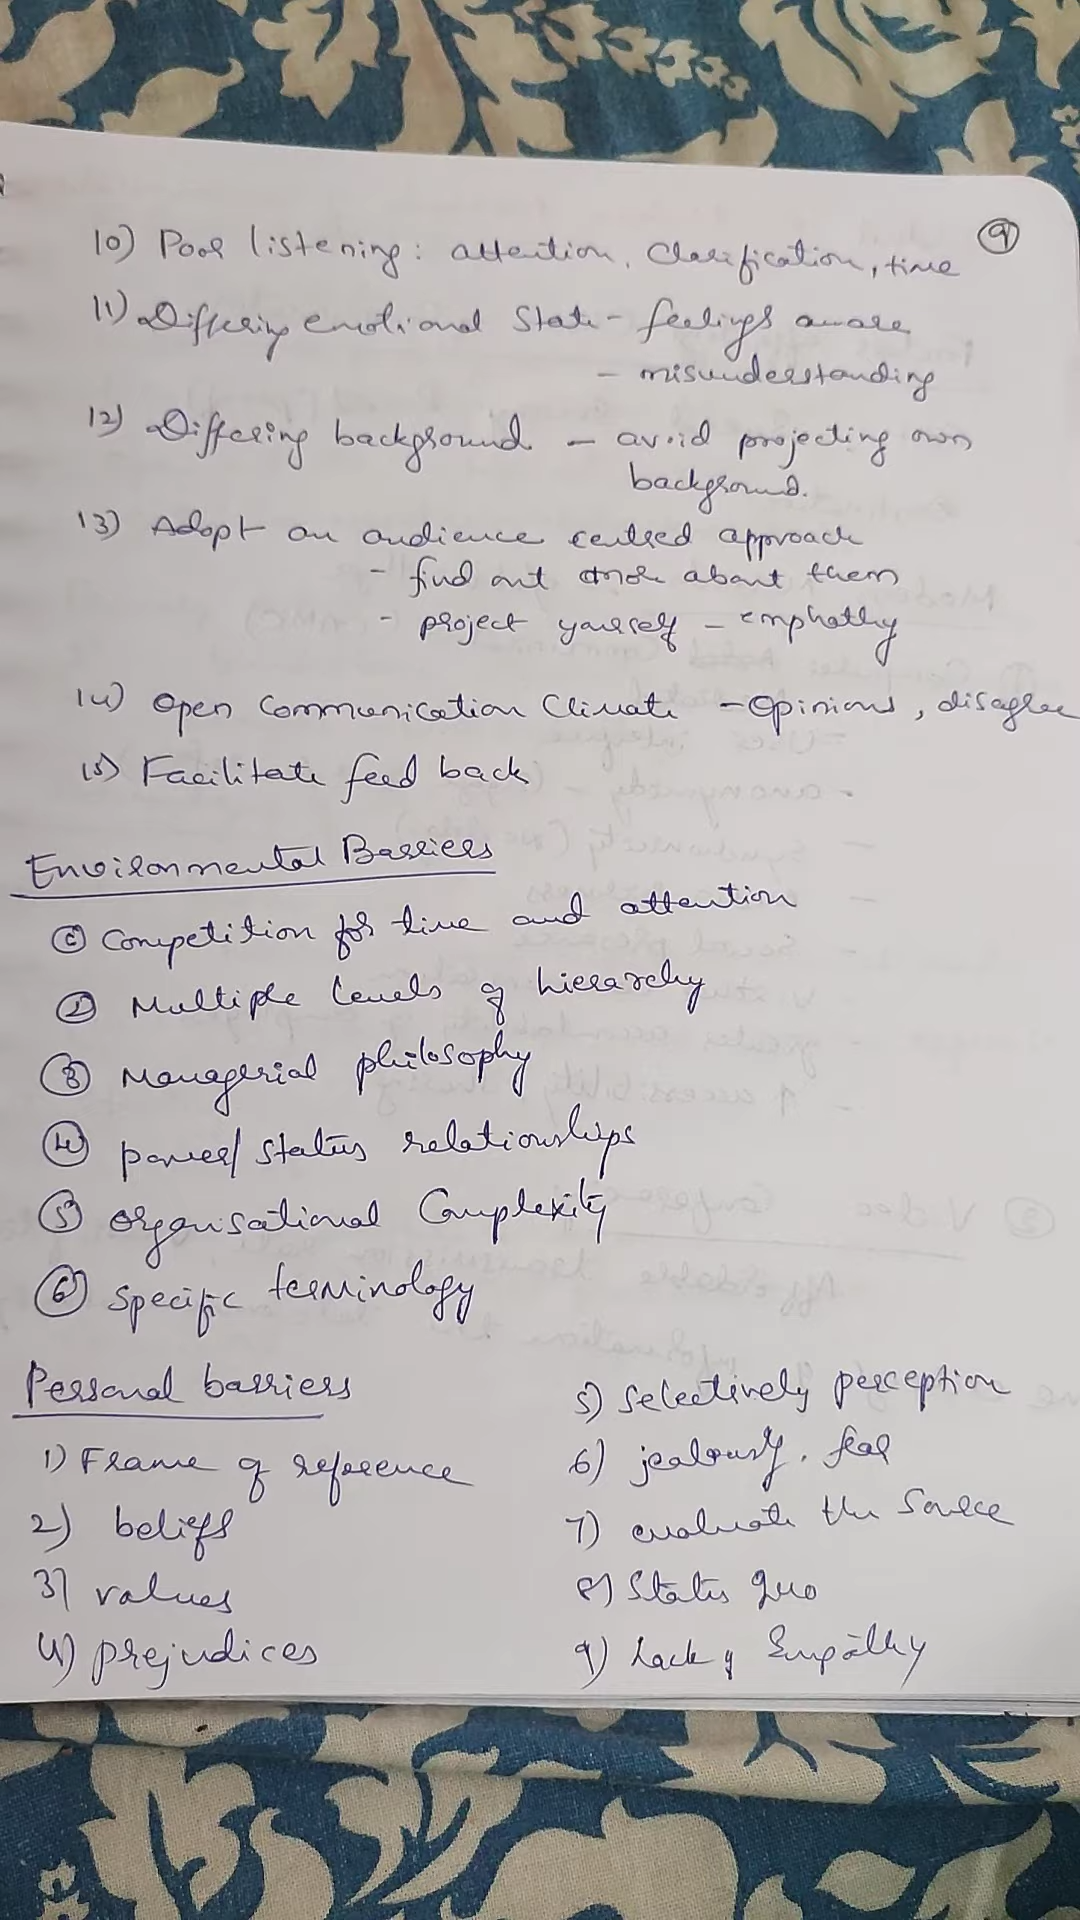 9
10) Poor listening: attention, Clarification, time
11) Differing emotional State - feelings aware
- misunderstanding
12) Differing background - avoid projecting own
background.
13) Adopt an audience centred approach
- find out more about them
- project yourself - emphathy
14) Open Communication Climate - Opinions, disagree
15) Facilitate feed back
Environmental Barriers
① Competition for time and attention
② Multiple levels of hierarchy
③ Managerial philosophy
④ power/ status relationships
⑤ organisational Complexity
⑥ specific terminology
Personal barriers
1) Frame of reference
2) beliefs
3) values
4) prejudices
5) Selectively perception
6) jealousy, fear
7) evaluate the Source
8) Status quo
9) Lack of Empathy